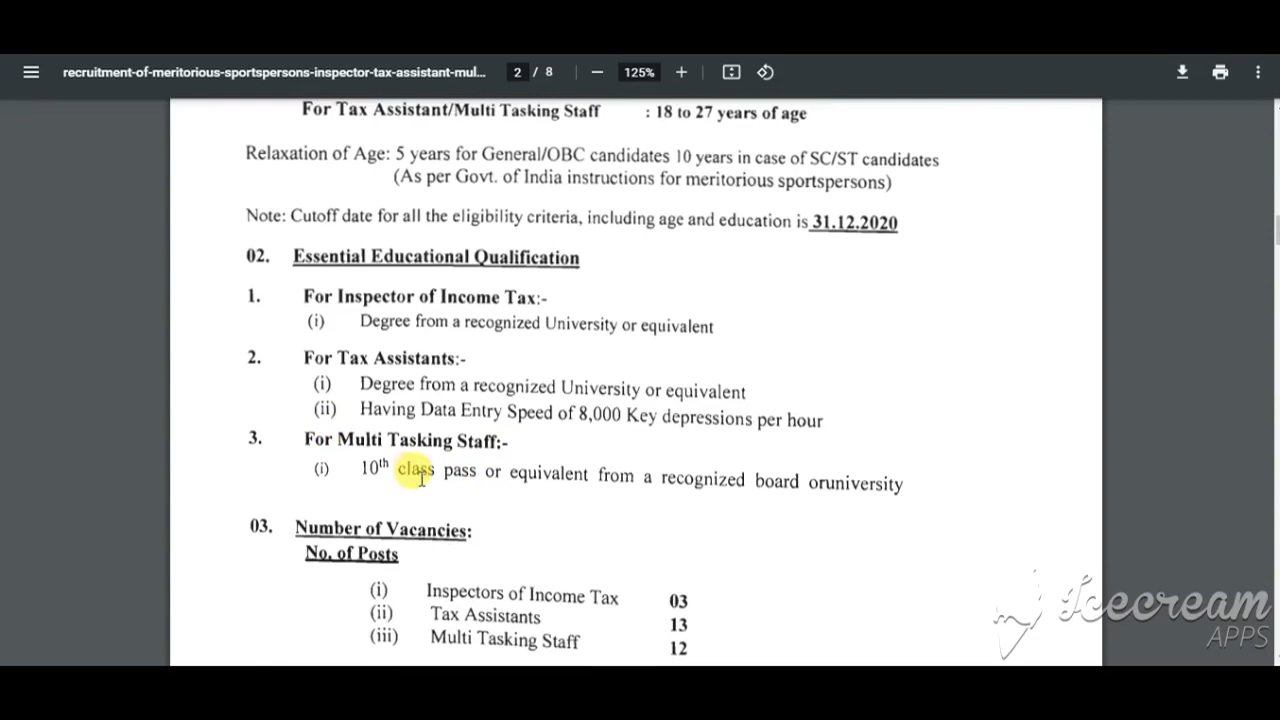 recruitment-of-meritorious-sportspersons-inspector-tax-assistant-mul... 2 / 8 125%
For Tax Assistant/Multi Tasking Staff : 18 to 27 years of age
Relaxation of Age: 5 years for General/OBC candidates 10 years in case of SC/ST candidates
(As per Govt. of India instructions for meritorious sportspersons)
Note: Cutoff date for all the eligibility criteria, including age and education is 31.12.2020
02. Essential Educational Qualification
1. For Inspector of Income Tax:-
(i) Degree from a recognized University or equivalent
2. For Tax Assistants:-
(i) Degree from a recognized University or equivalent
(ii) Having Data Entry Speed of 8,000 Key depressions per hour
3. For Multi Tasking Staff:-
(i) 10th class pass or equivalent from a recognized board oruniversity
03. Number of Vacancies:
No. of Posts
(i) Inspectors of Income Tax 03
(ii) Tax Assistants 13
(iii) Multi Tasking Staff 12
Icecream
APPS